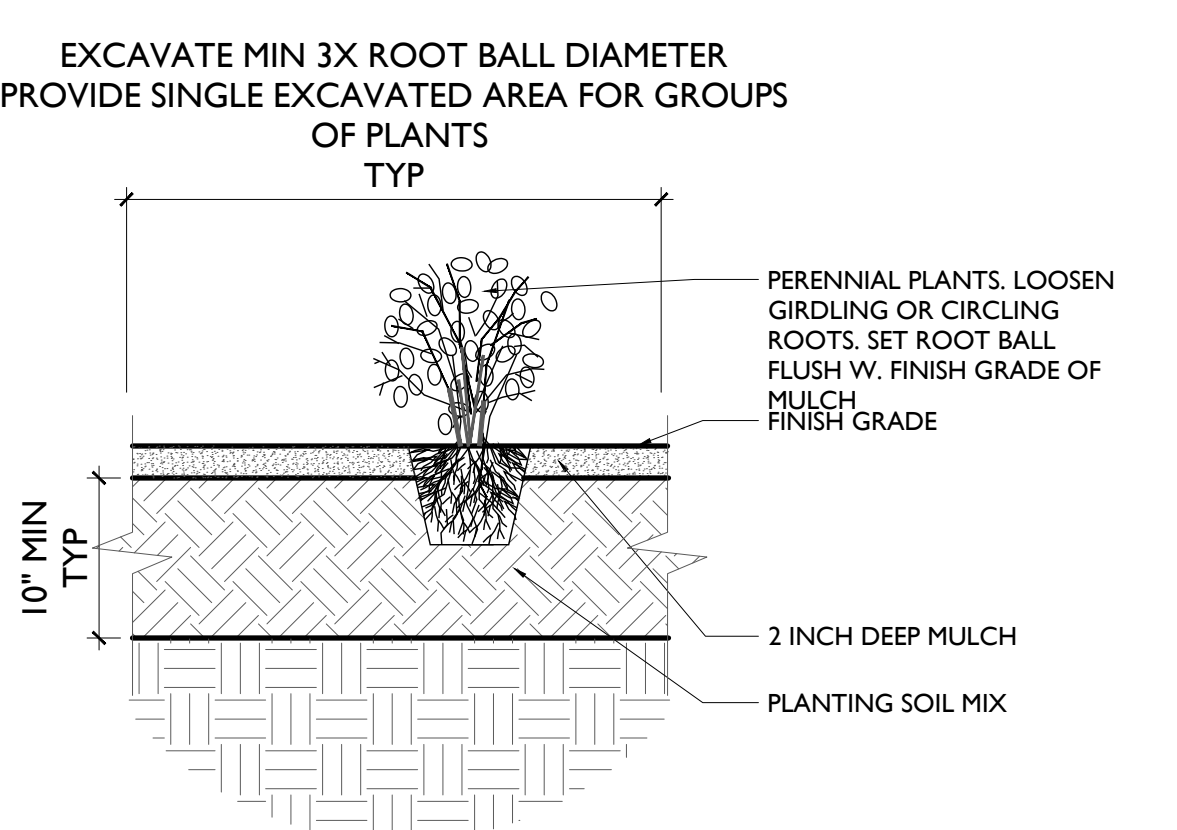 EXCAVATE MIN 3X ROOT BALL DIAMETER
PROVIDE SINGLE EXCAVATED AREA FOR GROUPS
OF PLANTS
TYP
PERENNIAL PLANTS. LOOSEN
GIRDLING OR CIRCLING
ROOTS. SET ROOT BALL
FLUSH W. FINISH GRADE OF
MULCH
FINISH GRADE
10" MIN
TYP
2 INCH DEEP MULCH
PLANTING SOIL MIX